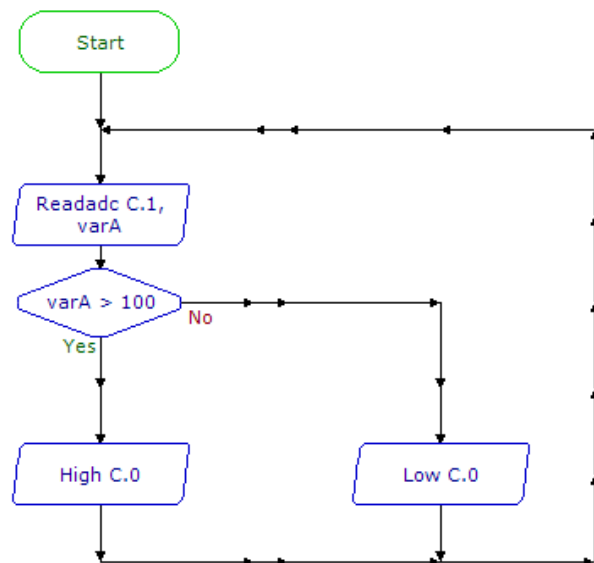 Start
Readadc C.1,
varA
varA > 100
No
Yes
High C.0
Low C.0